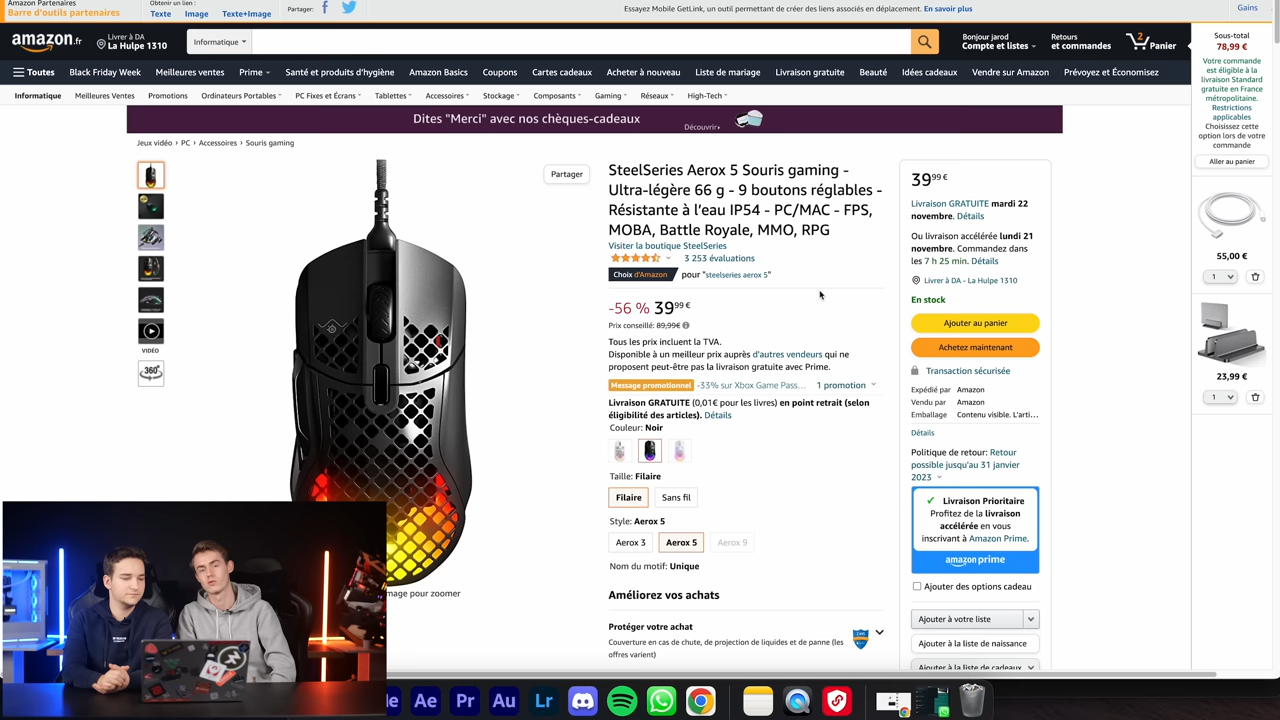 Amazon Partenaires
Barre d'outils partenaires
Obtenir un lien :
Texte Image Texte+Image
Partager:
Essayez Mobile GetLink, un outil permettant de créer des liens associés en déplacement. En savoir plus
Gains
amazon.fr
Livrer à DA
La Hulpe 1310
Informatique
Bonjour jarod
Compte et listes
Retours
et commandes
2
Panier
Toutes
Black Friday Week
Meilleures ventes
Prime
Santé et produits d'hygiène
Amazon Basics
Coupons
Cartes cadeaux
Acheter à nouveau
Liste de mariage
Livraison gratuite
Beauté
Idées cadeaux
Vendre sur Amazon
Prévoyez et Économisez
Informatique
Meilleures Ventes
Promotions
Ordinateurs Portables
PC Fixes et Écrans
Tablettes
Accessoires
Stockage
Composants
Gaming
Réseaux
High-Tech
Dites "Merci" avec nos chèques-cadeaux
Découvrir›
Jeux vidéo › PC › Accessoires › Souris gaming
Partager
VIDÉO
360°
mage pour zoomer
SteelSeries Aerox 5 Souris gaming -
Ultra-légère 66 g - 9 boutons réglables -
Résistante à l'eau IP54 - PC/MAC - FPS,
MOBA, Battle Royale, MMO, RPG
Visiter la boutique SteelSeries
3 253 évaluations
Choix d'Amazon pour "steelseries aerox 5"
-56 % 39,99 €
Prix conseillé: 89,99€
Tous les prix incluent la TVA.
Disponible à un meilleur prix auprès d'autres vendeurs qui ne
proposent peut-être pas la livraison gratuite avec Prime.
Message promotionnel -33% sur Xbox Game Pass… 1 promotion
Livraison GRATUITE (0,01€ pour les livres) en point retrait (selon
éligibilité des articles). Détails
Couleur: Noir
Taille: Filaire
Filaire Sans fil
Style: Aerox 5
Aerox 3 Aerox 5 Aerox 9
Nom du motif: Unique
Améliorez vos achats
Protéger votre achat
Couverture en cas de chute, de projection de liquides et de panne (les
offres varient)
39,99 €
Livraison GRATUITE mardi 22
novembre. Détails
Ou livraison accélérée lundi 21
novembre. Commandez dans
les 7 h 25 min. Détails
Livrer à DA - La Hulpe 1310
En stock
Ajouter au panier
Achetez maintenant
Transaction sécurisée
Expédié par Amazon
Vendu par Amazon
Emballage Contenu visible. L'arti…
Détails
Politique de retour: Retour
possible jusqu'au 31 janvier
2023
Livraison Prioritaire
Profitez de la livraison
accélérée en vous
inscrivant à Amazon Prime.
amazon prime
Ajouter des options cadeau
Ajouter à votre liste
Ajouter à la liste de naissance
Ajouter à la liste de cadeaux
Sous-total
78,99 €
Votre commande
est éligible à la
livraison Standard
gratuite en France
métropolitaine.
Restrictions
applicables
Choisissez cette
option lors de votre
commande
Aller au panier
55,00 €
1
23,99 €
1
Ae Pr Au Lr